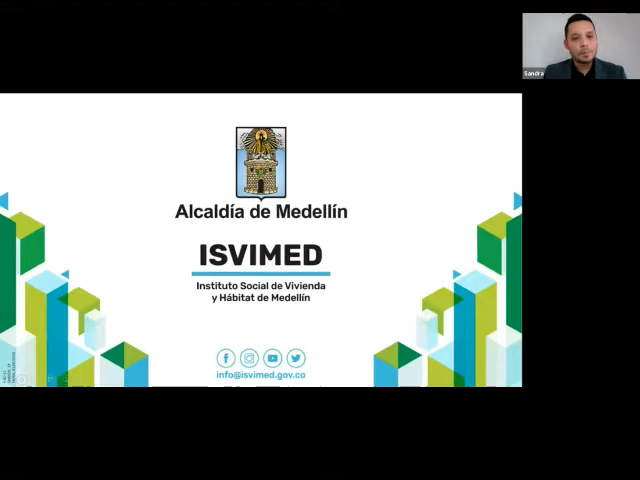 Sandra
Alcaldía de Medellín
ISVIMED
Instituto Social de Vivienda
y Hábitat de Medellín
info@isvimed.gov.co